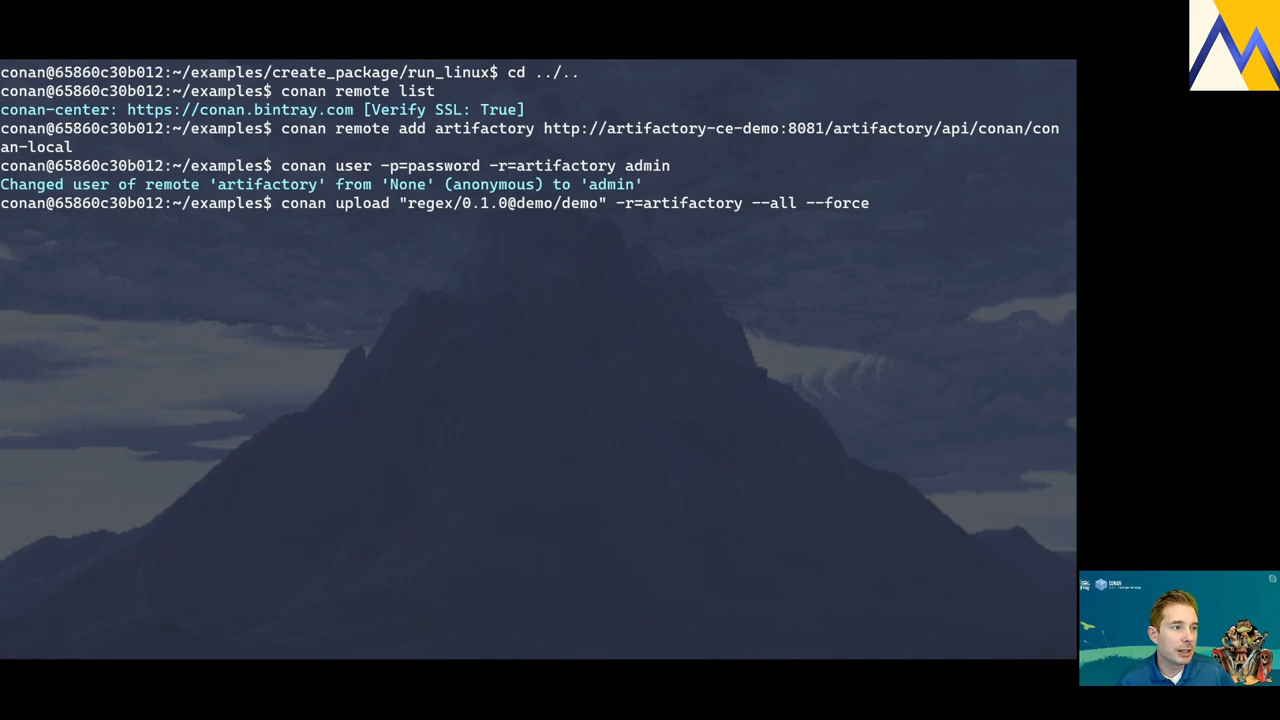 conan@65860c30b012:~/examples/create_package/run_linux$ cd ../..
conan@65860c30b012:~/examples$ conan remote list
conan-center: https://conan.bintray.com [Verify SSL: True]
conan@65860c30b012:~/examples$ conan remote add artifactory http://artifactory-ce-demo:8081/artifactory/api/conan/con
an-local
conan@65860c30b012:~/examples$ conan user -p=password -r=artifactory admin
Changed user of remote 'artifactory' from 'None' (anonymous) to 'admin'
conan@65860c30b012:~/examples$ conan upload "regex/0.1.0@demo/demo" -r=artifactory --all --force
CONAN